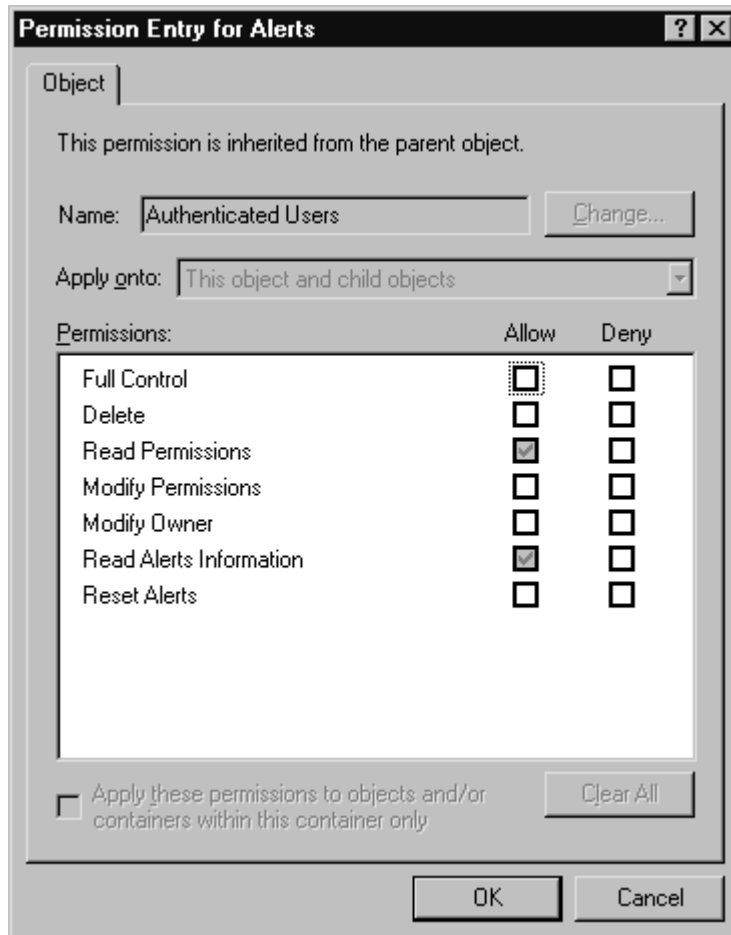 Permission Entry for Alerts
Object
This permission is inherited from the parent object.
Name: Authenticated Users Change...
Apply onto: This object and child objects
Permissions: Allow Deny
Full Control
Delete
Read Permissions
Modify Permissions
Modify Owner
Read Alerts Information
Reset Alerts
Apply these permissions to objects and/or
containers within this container only
Clear All
OK Cancel